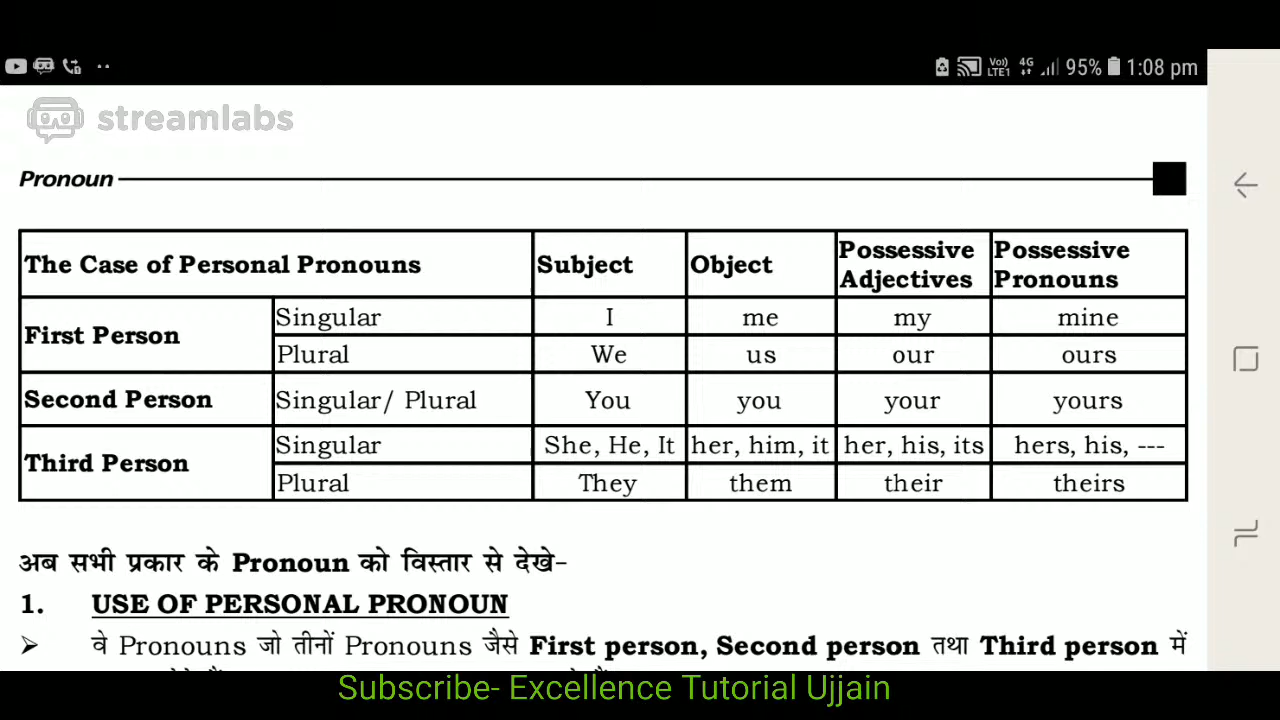 95% 1:08 pm
streamlabs
Pronoun
The Case of Personal Pronouns Subject Object Possessive Adjectives Possessive Pronouns
First Person Singular I me my mine
Plural We us our ours
Second Person Singular/ Plural You you your yours
Third Person Singular She, He, It her, him, it her, his, its hers, his, ---
Plural They them their theirs
अब सभी प्रकार के Pronoun को विस्तार से देखे-
1. USE OF PERSONAL PRONOUN
➢ वे Pronouns जो तीनों Pronouns जैसे First person, Second person तथा Third person में
Subscribe- Excellence Tutorial Ujjain